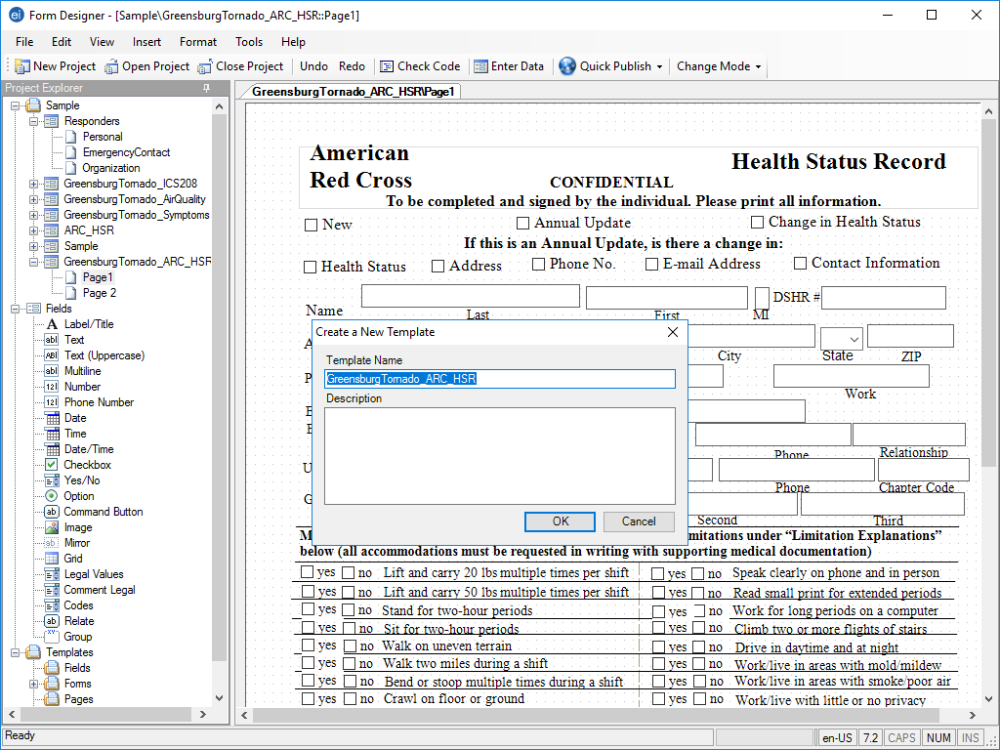 Form Designer - [Sample\GreensburgTornado_ARC_HSR::Page1]
File Edit View Insert Format Tools Help
New Project Open Project Close Project Undo Redo Check Code Enter Data Quick Publish Change Mode
Project Explorer
Sample
Responders
Personal
EmergencyContact
Organization
GreensburgTornado_ICS208
GreensburgTornado_AirQuality
GreensburgTornado_Symptoms
ARC_HSR
Sample
GreensburgTornado_ARC_HSR
Page1
Page 2
Fields
Label/Title
Text
Text (Uppercase)
Multiline
Number
Phone Number
Date
Time
Date/Time
Checkbox
Yes/No
Option
Command Button
Image
Mirror
Grid
Legal Values
Comment Legal
Codes
Relate
Group
Templates
Fields
Forms
Pages
GreensburgTornado_ARC_HSR\Page1
American
Red Cross
Health Status Record
CONFIDENTIAL
To be completed and signed by the individual. Please print all information.
New Annual Update Change in Health Status
If this is an Annual Update, is there a change in:
Health Status Address Phone No. E-mail Address Contact Information
Name DSHR #
Last First MI
City State ZIP
Work
Phone Relationship
Phone Chapter Code
Second Third
Create a New Template
Template Name
GreensburgTornado_ARC_HSR
Description
OK Cancel
mitations under “Limitation Explanations”
below (all accommodations must be requested in writing with supporting medical documentation)
yes no Lift and carry 20 lbs multiple times per shift yes no Speak clearly on phone and in person
yes no Lift and carry 50 lbs multiple times per shift yes no Read small print for extended periods
yes no Stand for two-hour periods yes no Work for long periods on a computer
yes no Sit for two-hour periods yes no Climb two or more flights of stairs
yes no Walk on uneven terrain yes no Drive in daytime and at night
yes no Walk two miles during a shift yes no Work/live in areas with mold/mildew
yes no Bend or stoop multiple times during a shift yes no Work/live in areas with smoke/poor air
yes no Crawl on floor or ground yes no Work/live with little or no privacy
Ready en-US 7.2 CAPS NUM INS